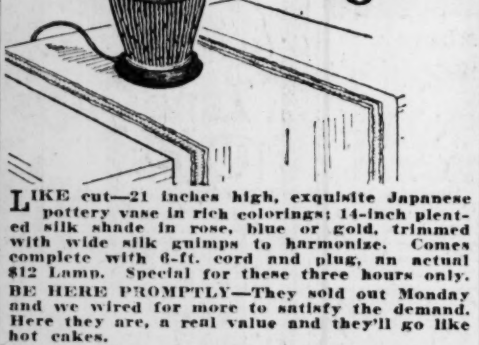 LIKE cut—21 inches high, exquisite Japanese
pottery vase in rich colorings; 14-inch pleat-
ed silk shade in rose, blue or gold, trimmed
with wide silk guimps to harmonize. Comes
complete with 6-ft. cord and plug, an actual
$12 Lamp. Special for these three hours only.
BE HERE PROMPTLY—They sold out Monday
and we wired for more to satisfy the demand.
Here they are, a real value and they'll go like
hot cakes.